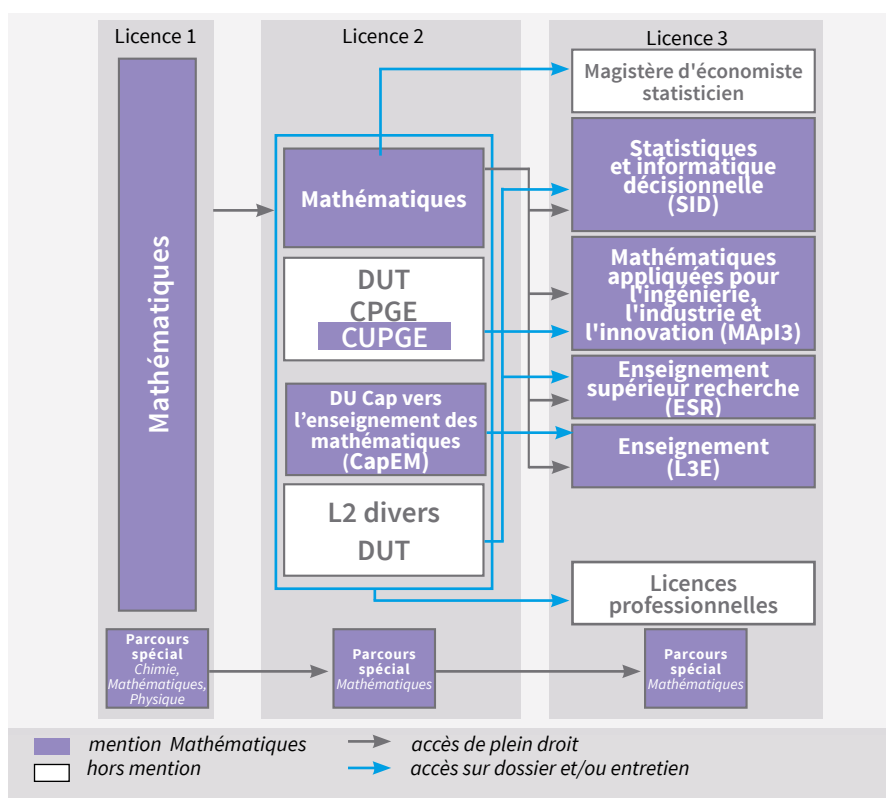 Licence 1
Licence 2
Licence 3
Mathématiques
Mathématiques
DUT
CPGE
CUPGE
DU Cap vers
l’enseignement des
mathématiques
(CapEM)
L2 divers
DUT
Magistère d'économiste
statisticien
Statistiques
et informatique
décisionnelle
(SID)
Mathématiques
appliquées pour
l'ingénierie,
l'industrie et
l'innovation (MApI3)
Enseignement
supérieur recherche
(ESR)
Enseignement
(L3E)
Licences
professionnelles
Parcours
spécial
Chimie,
Mathématiques,
Physique
Parcours
spécial
Mathématiques
Parcours
spécial
Mathématiques
mention Mathématiques
hors mention
accès de plein droit
accès sur dossier et/ou entretien